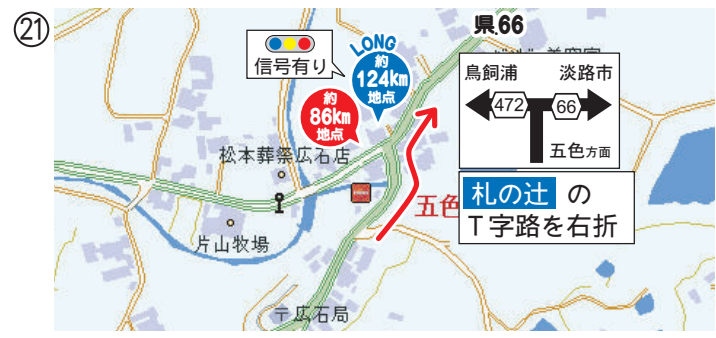 ㉑
県66
信号有り
LONG
約
124km
地点
約
86km
地点
鳥飼浦 淡路市
472 66
五色方面
松本葬祭広石店
五色
札の辻 の
T字路を右折
片山牧場
〒広石局